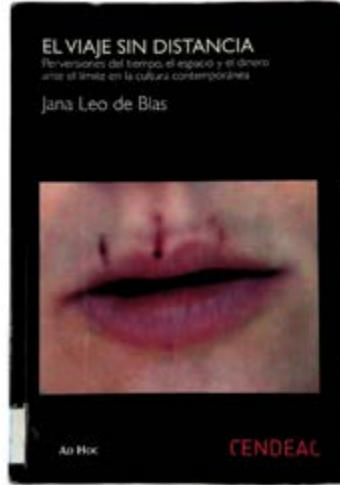 EL VIAJE SIN DISTANCIA
Perversiones del tiempo, el espacio y el dinero
ante el límite en la cultura contemporánea
Jana Leo de Blas
AD HOC
CENDEAC